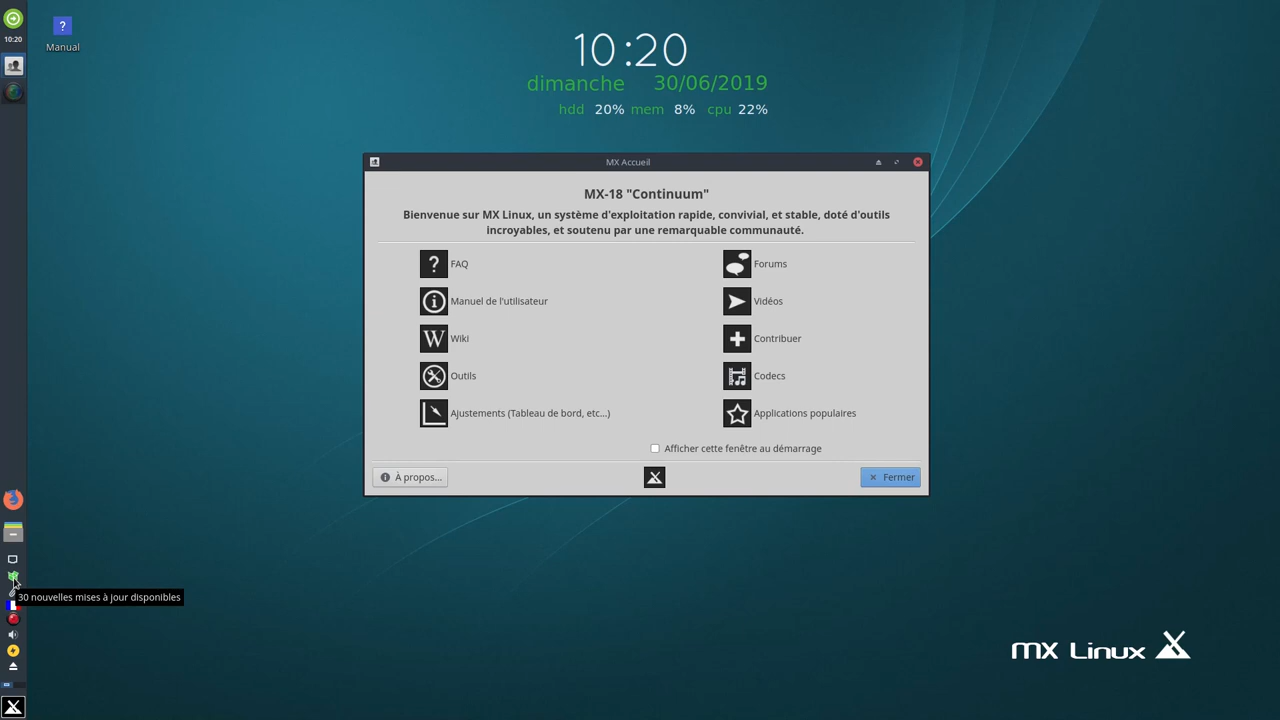 10:20
?
Manual
10:20
dimanche 30/06/2019
hdd 20% mem 8% cpu 22%
MX Accueil
MX-18 "Continuum"
Bienvenue sur MX Linux, un système d'exploitation rapide, convivial, et stable, doté d'outils
incroyables, et soutenu par une remarquable communauté.
? FAQ
Forums
Manuel de l'utilisateur
Vidéos
W Wiki
Contribuer
Outils
Codecs
Ajustements (Tableau de bord, etc...)
Applications populaires
Afficher cette fenêtre au démarrage
À propos...
Fermer
30 nouvelles mises à jour disponibles
mx Linux